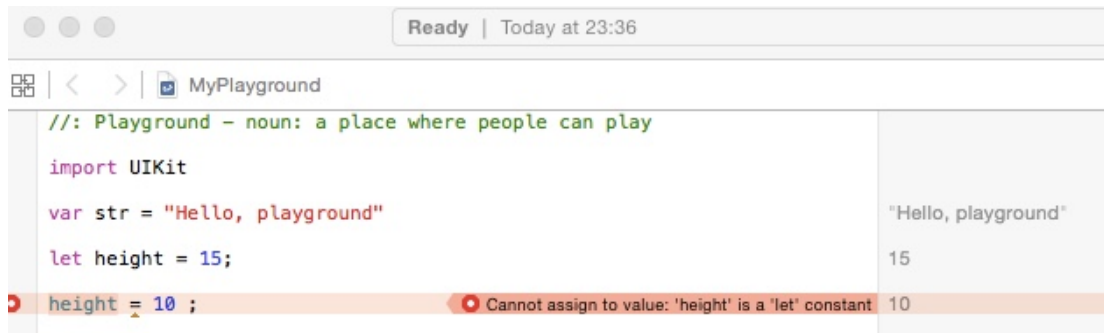 Ready | Today at 23:36
MyPlayground
//: Playground – noun: a place where people can play
import UIKit
var str = "Hello, playground" "Hello, playground"
let height = 15; 15
height = 10 ; Cannot assign to value: 'height' is a 'let' constant 10